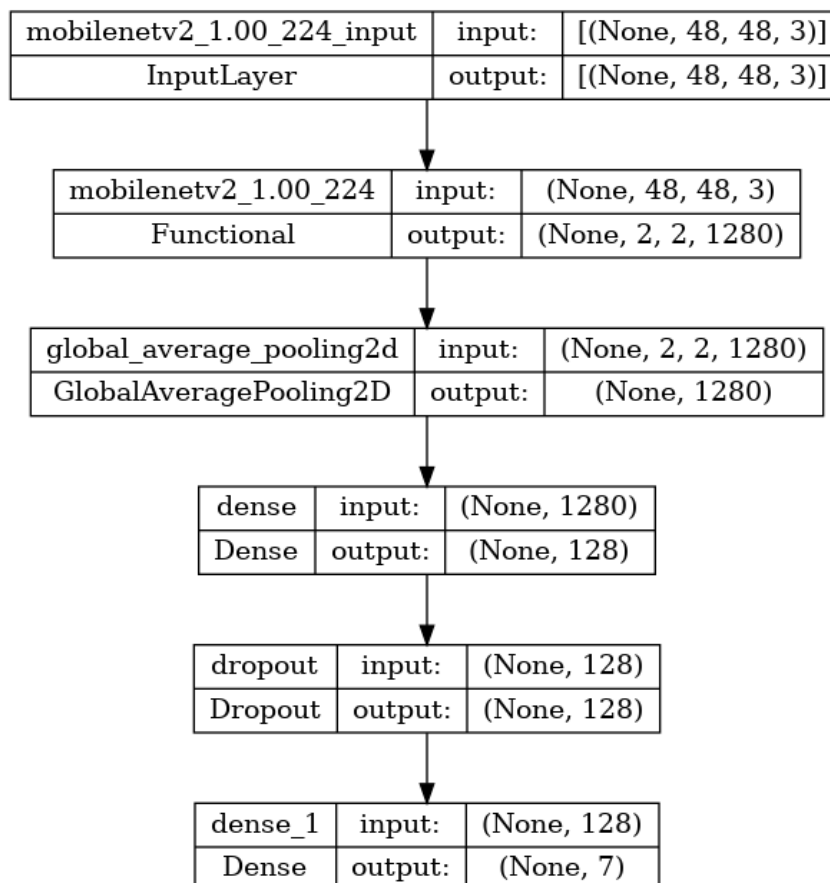 mobilenetv2_1.00_224_input input: [(None, 48, 48, 3)]
InputLayer output: [(None, 48, 48, 3)]
mobilenetv2_1.00_224 input: (None, 48, 48, 3)
Functional output: (None, 2, 2, 1280)
global_average_pooling2d input: (None, 2, 2, 1280)
GlobalAveragePooling2D output: (None, 1280)
dense input: (None, 1280)
Dense output: (None, 128)
dropout input: (None, 128)
Dropout output: (None, 128)
dense_1 input: (None, 128)
Dense output: (None, 7)